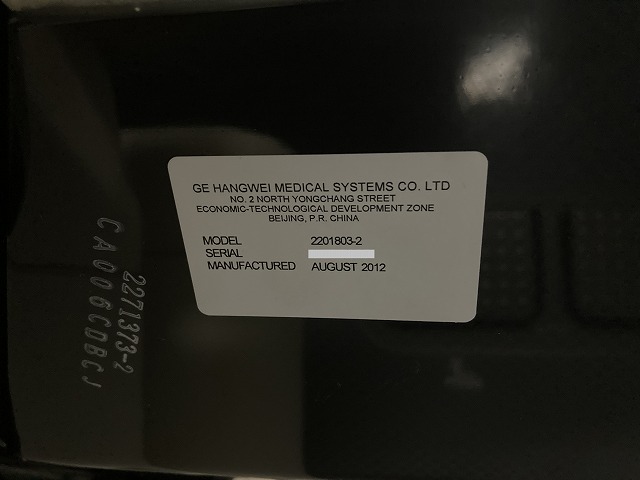 GE HANGWEI MEDICAL SYSTEMS CO. LTD
NO. 2 NORTH YONGCHANG STREET
ECONOMIC-TECHNOLOGICAL DEVELOPMENT ZONE
BEIJING, P.R. CHINA
MODEL 2201803-2
SERIAL
MANUFACTURED AUGUST 2012
2271373-2
CA006CDBCJ